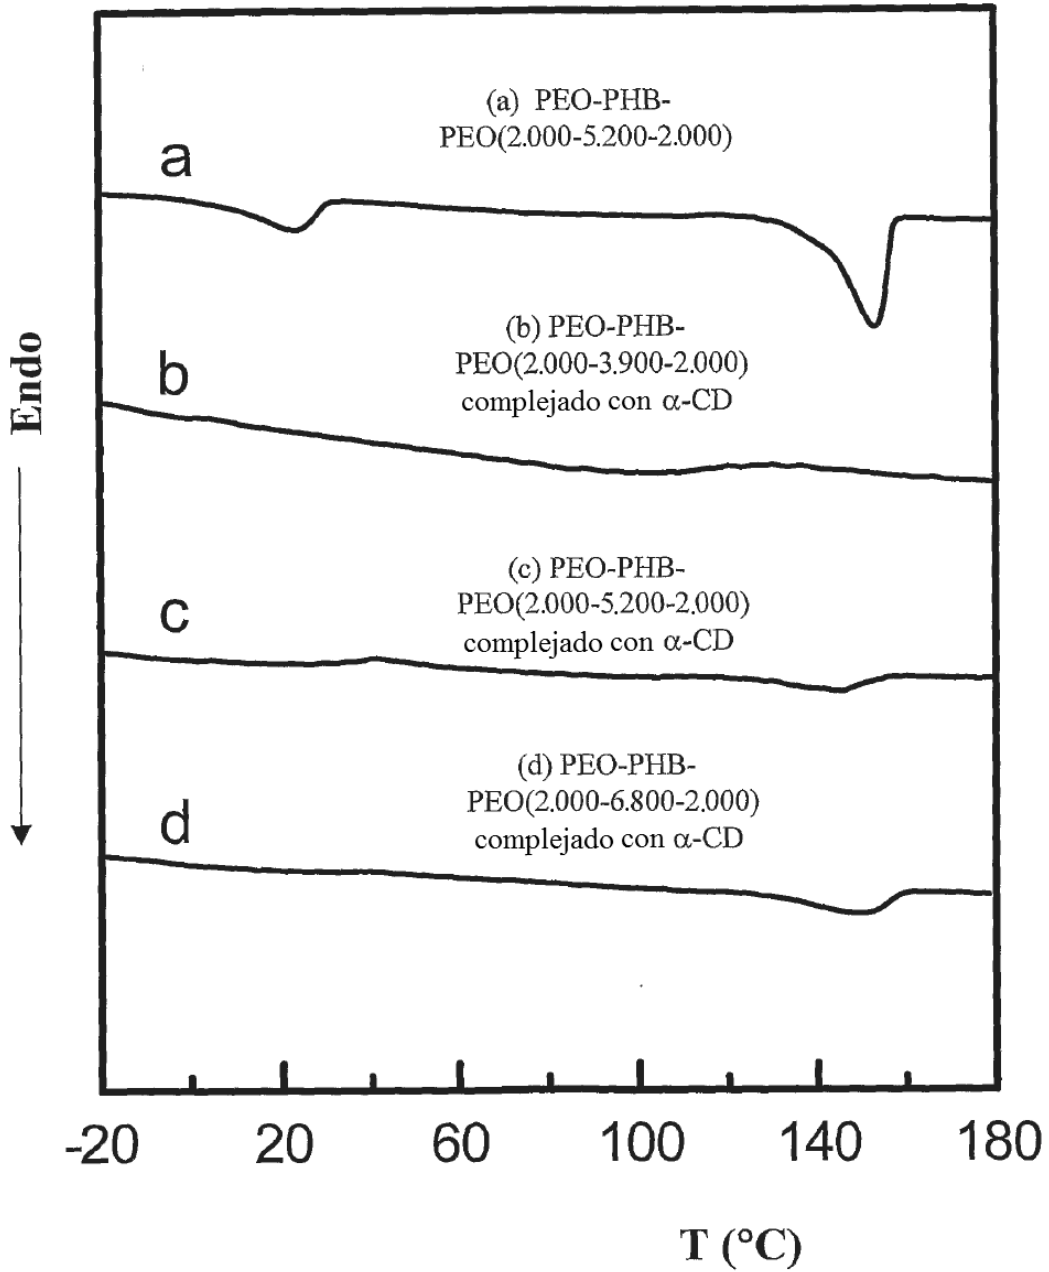 (a) PEO-PHB-
PEO(2.000-5.200-2.000)
a
(b) PEO-PHB-
PEO(2.000-3.900-2.000)
complejado con α-CD
b
Endo
(c) PEO-PHB-
PEO(2.000-5.200-2.000)
complejado con α-CD
c
(d) PEO-PHB-
PEO(2.000-6.800-2.000)
complejado con α-CD
d
-20 20 60 100 140 180
T (°C)